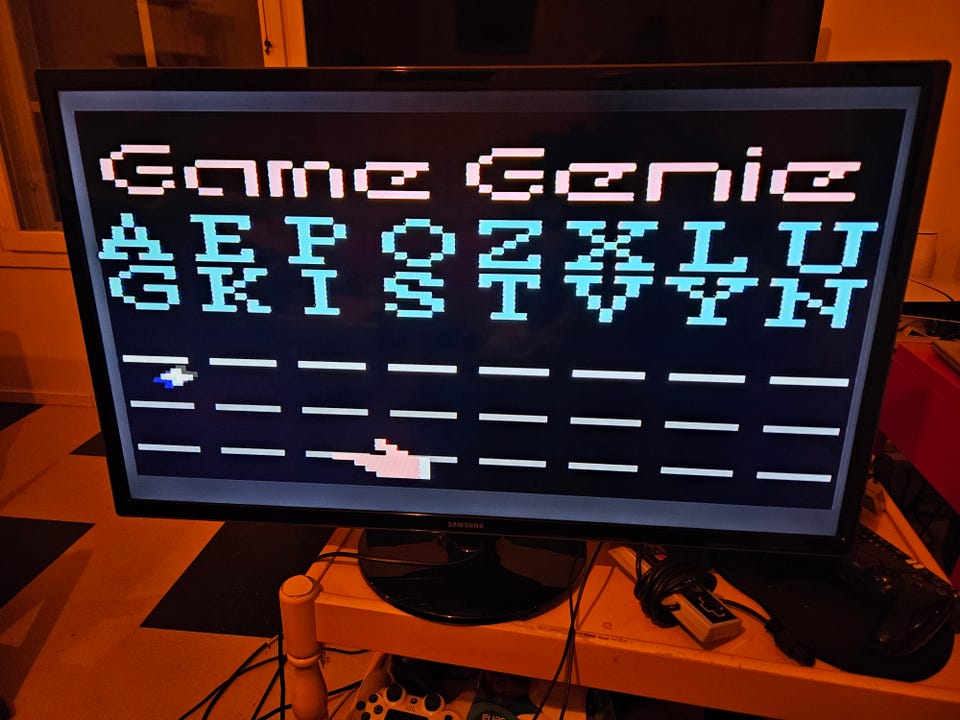 Game Genie
A E P O Z X L U
G K I S T V Y N
SAMSUNG